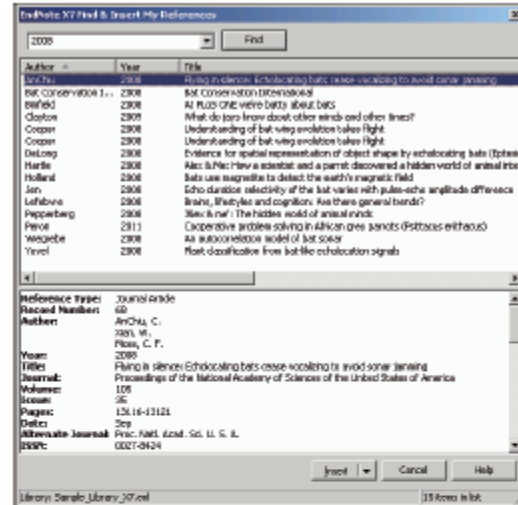 EndNote X7 Find & Insert My References
2008 Find
Author Year Title
AnChiu 2008 Flying in silence: Echolocating bats cease vocalizing to avoid sonar jamming
Bat Conservation I... 2008 Bat Conservation International
2008 At PLoS ONE we're batty about bats
Clayton 2009 What do jays know about other minds and other times?
Cooper 2008 Understanding of bat wing evolution takes flight
Cooper 2008 Understanding of bat wing evolution takes flight
DeLong 2008 Evidence for spatial representation of object shape by echolocating bats (Eptesi
Hartle 2008 Alex & Me: How a scientist and a parrot discovered a hidden world of animal
Holland 2008 Bats use magnetite to detect the earth's magnetic field
Jen 2008 Echo duration selectivity of the bat varies with pulse-echo amplitude difference
Lefebvre 2008 Brains, lifestyles and cognition: Are there general trends?
Pepperberg 2008 'Alex & me': The hidden world of animal minds
Peron 2011 Cooperative problem solving in African grey parrots (Psittacus erithacus)
Wiegrebe 2008 An autocorrelation model of bat sonar
Yovel 2008 Plant classification from bat-like echolocation signals
Reference Type: Journal Article
Record Number: 68
Author: AnChiu, C.
Xian, W.
Moss, C. F.
Year: 2008
Title: Flying in silence: Echolocating bats cease vocalizing to avoid sonar jamming
Journal: Proceedings of the National Academy of Sciences of the United States of America
Volume: 105
Issue: 35
Pages: 13116-13121
Date: Sep
Alternate Journal: Proc. Natl. Acad. Sci. U. S. A.
ISSN: 0027-8424
Insert Cancel Help
Library: Sample_Library_X7.enl 15 items in list